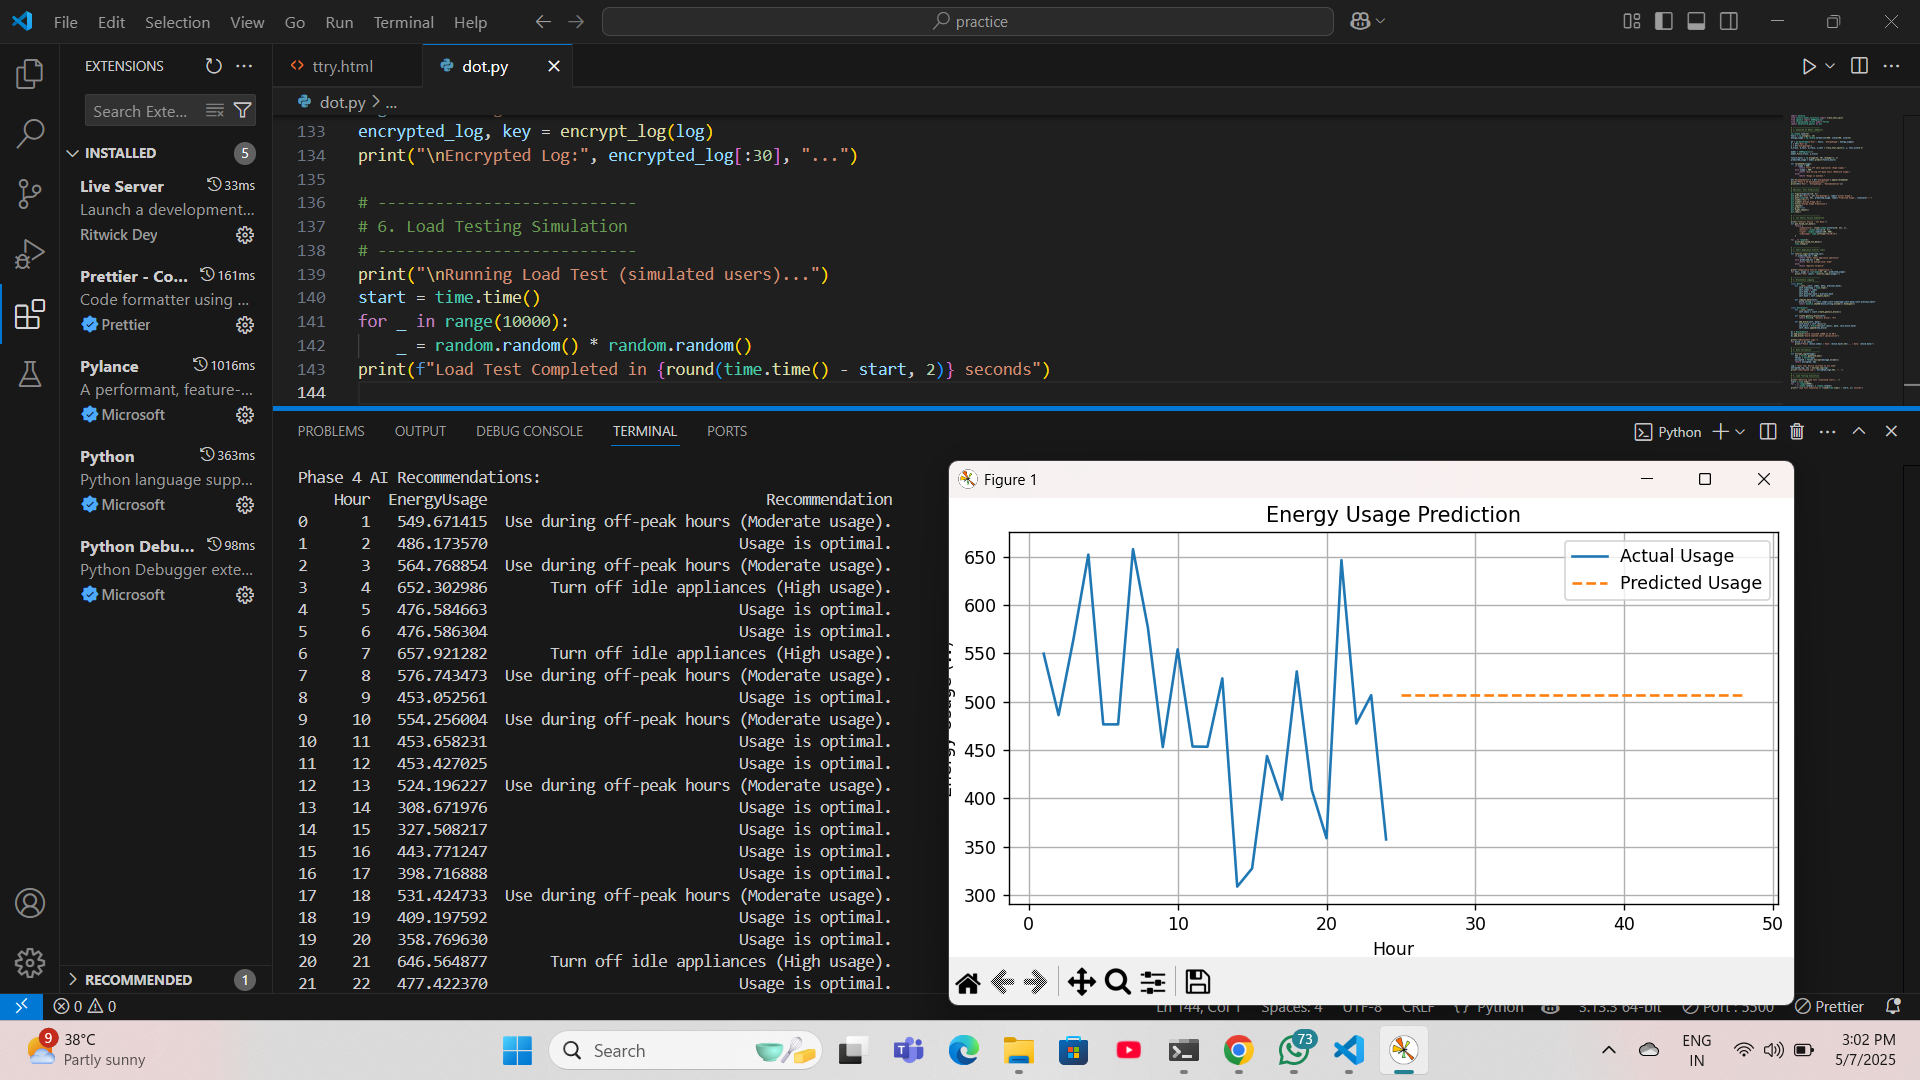 File Edit Selection View Go Run Terminal Help
practice
EXTENSIONS
Search Exte...
INSTALLED 5
Live Server 33ms
Launch a development...
Ritwick Dey
Prettier - Co... 161ms
Code formatter using ...
Prettier
Pylance 1016ms
A performant, feature-...
Microsoft
Python 363ms
Python language supp...
Microsoft
Python Debu... 98ms
Python Debugger exte...
Microsoft
RECOMMENDED 1
ttry.html
dot.py
dot.py > ...
133 encrypted_log, key = encrypt_log(log)
134 print("\nEncrypted Log:", encrypted_log[:30], "...")
135
136 # ----------------------------
137 # 6. Load Testing Simulation
138 # ----------------------------
139 print("\nRunning Load Test (simulated users)...")
140 start = time.time()
141 for _ in range(10000):
142 _ = random.random() * random.random()
143 print(f"Load Test Completed in {round(time.time() - start, 2)} seconds")
144
PROBLEMS OUTPUT DEBUG CONSOLE TERMINAL PORTS
Python
Phase 4 AI Recommendations:
Hour EnergyUsage Recommendation
0 1 549.671415 Use during off-peak hours (Moderate usage).
1 2 486.173570 Usage is optimal.
2 3 564.768854 Use during off-peak hours (Moderate usage).
3 4 652.302986 Turn off idle appliances (High usage).
4 5 476.584663 Usage is optimal.
5 6 476.586304 Usage is optimal.
6 7 657.921282 Turn off idle appliances (High usage).
7 8 576.743473 Use during off-peak hours (Moderate usage).
8 9 453.052561 Usage is optimal.
9 10 554.256004 Use during off-peak hours (Moderate usage).
10 11 453.658231 Usage is optimal.
11 12 453.427025 Usage is optimal.
12 13 524.196227 Use during off-peak hours (Moderate usage).
13 14 308.671976 Usage is optimal.
14 15 327.508217 Usage is optimal.
15 16 443.771247 Usage is optimal.
16 17 398.716888 Usage is optimal.
17 18 531.424733 Use during off-peak hours (Moderate usage).
18 19 409.197592 Usage is optimal.
19 20 358.769630 Usage is optimal.
20 21 646.564877 Turn off idle appliances (High usage).
21 22 477.422370 Usage is optimal.
Figure 1
Energy Usage Prediction
Actual Usage
Predicted Usage
650
600
550
500
450
400
350
300
0 10 20 30 40 50
Hour
0 0
Ln 144, Col 1 Spaces: 4 UTF-8 CRLF {} Python 3.13.3 64-bit Port : 5500 Prettier
9
38°C
Partly sunny
Search
73
ENG
IN
3:02 PM
5/7/2025